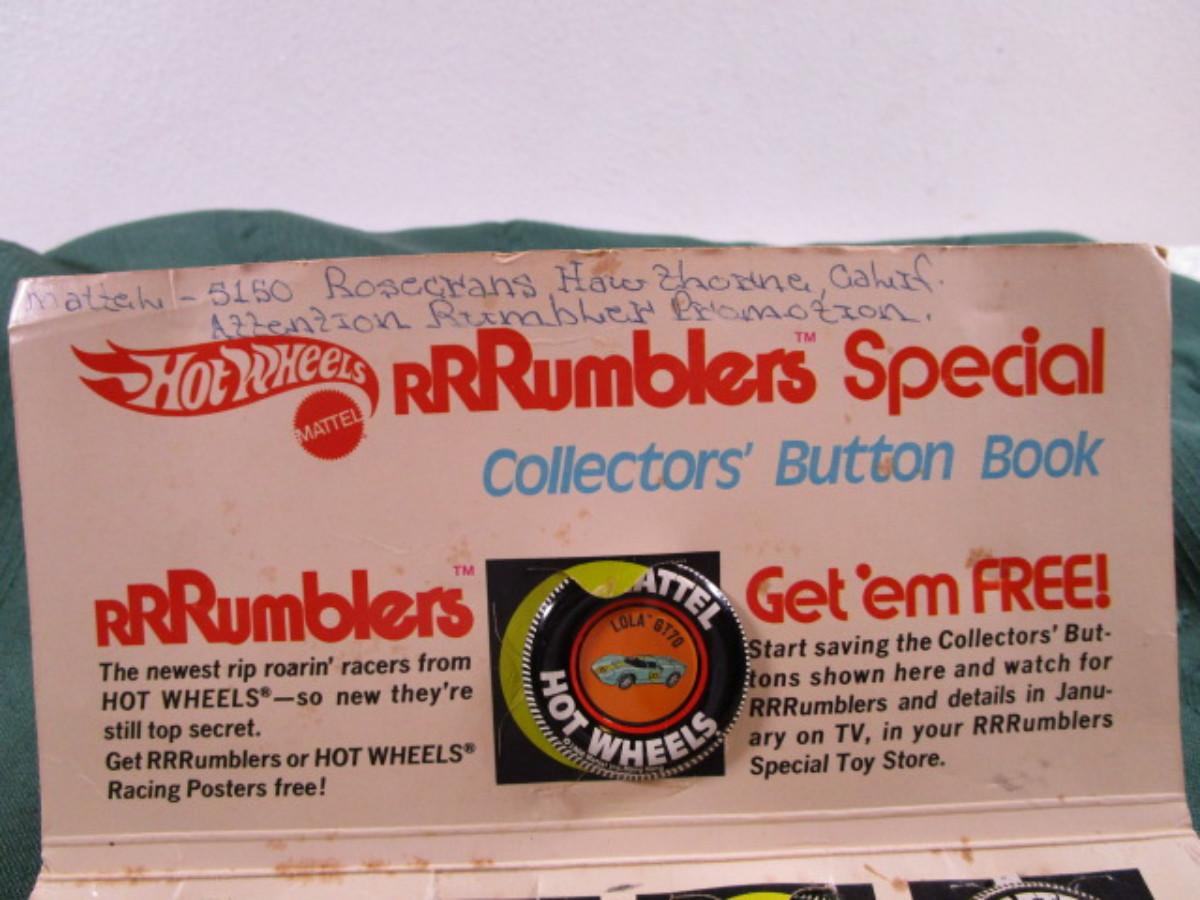 Mattel - 5150 Rosecrans Hawthorne, Calif.
Attention Rumbler Promotion.
HOT WHEELS
MATTEL
RRRumblers™ Special
Collectors' Button Book
RRRumblers™
The newest rip roarin' racers from
HOT WHEELS®—so new they're
still top secret.
Get RRRumblers or HOT WHEELS®
Racing Posters free!
ATTEL
LOLA GT70
HOT WHEELS
Get 'em FREE!
Start saving the Collectors' But-
tons shown here and watch for
RRRumblers and details in Janu-
ary on TV, in your RRRumblers
Special Toy Store.